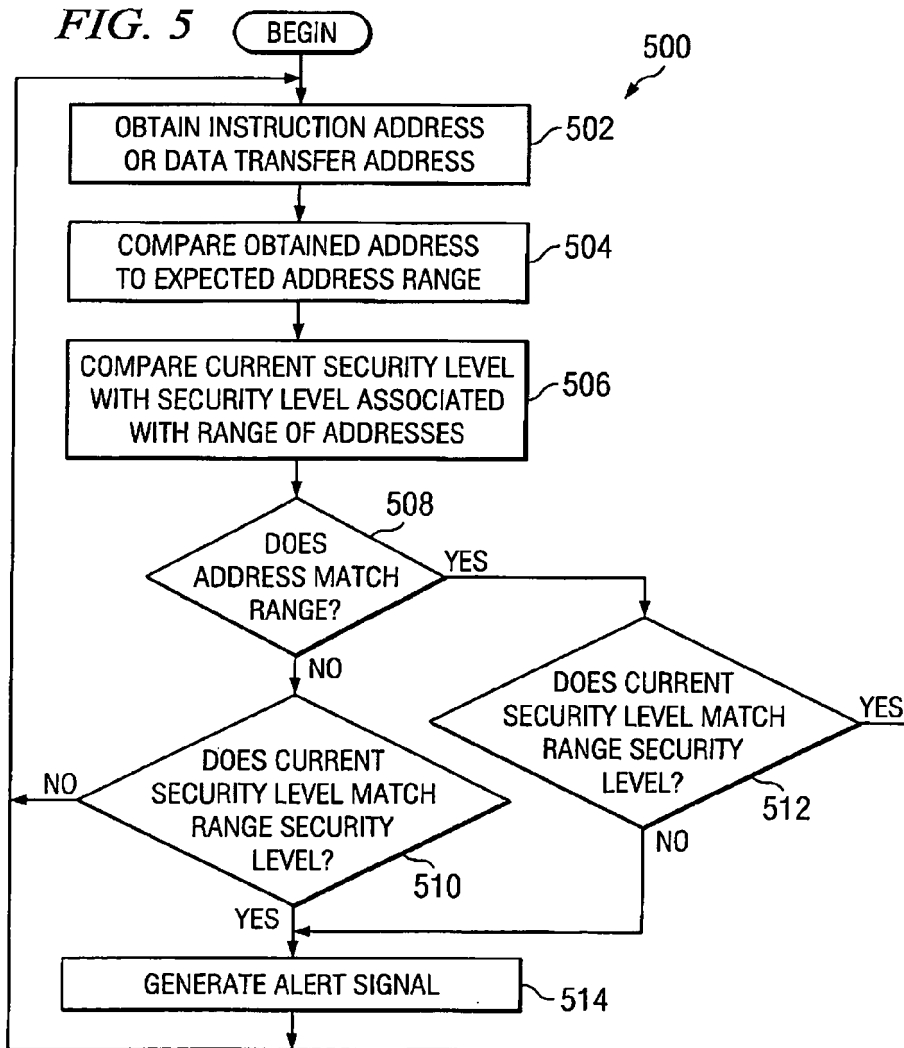 FIG. 5
BEGIN
500
OBTAIN INSTRUCTION ADDRESS
OR DATA TRANSFER ADDRESS
502
COMPARE OBTAINED ADDRESS
TO EXPECTED ADDRESS RANGE
504
COMPARE CURRENT SECURITY LEVEL
WITH SECURITY LEVEL ASSOCIATED
WITH RANGE OF ADDRESSES
506
508
DOES
ADDRESS MATCH
RANGE?
YES
NO
DOES CURRENT
SECURITY LEVEL MATCH
RANGE SECURITY
LEVEL?
YES
512
NO
DOES CURRENT
SECURITY LEVEL MATCH
RANGE SECURITY
LEVEL?
NO
510
YES
GENERATE ALERT SIGNAL
514